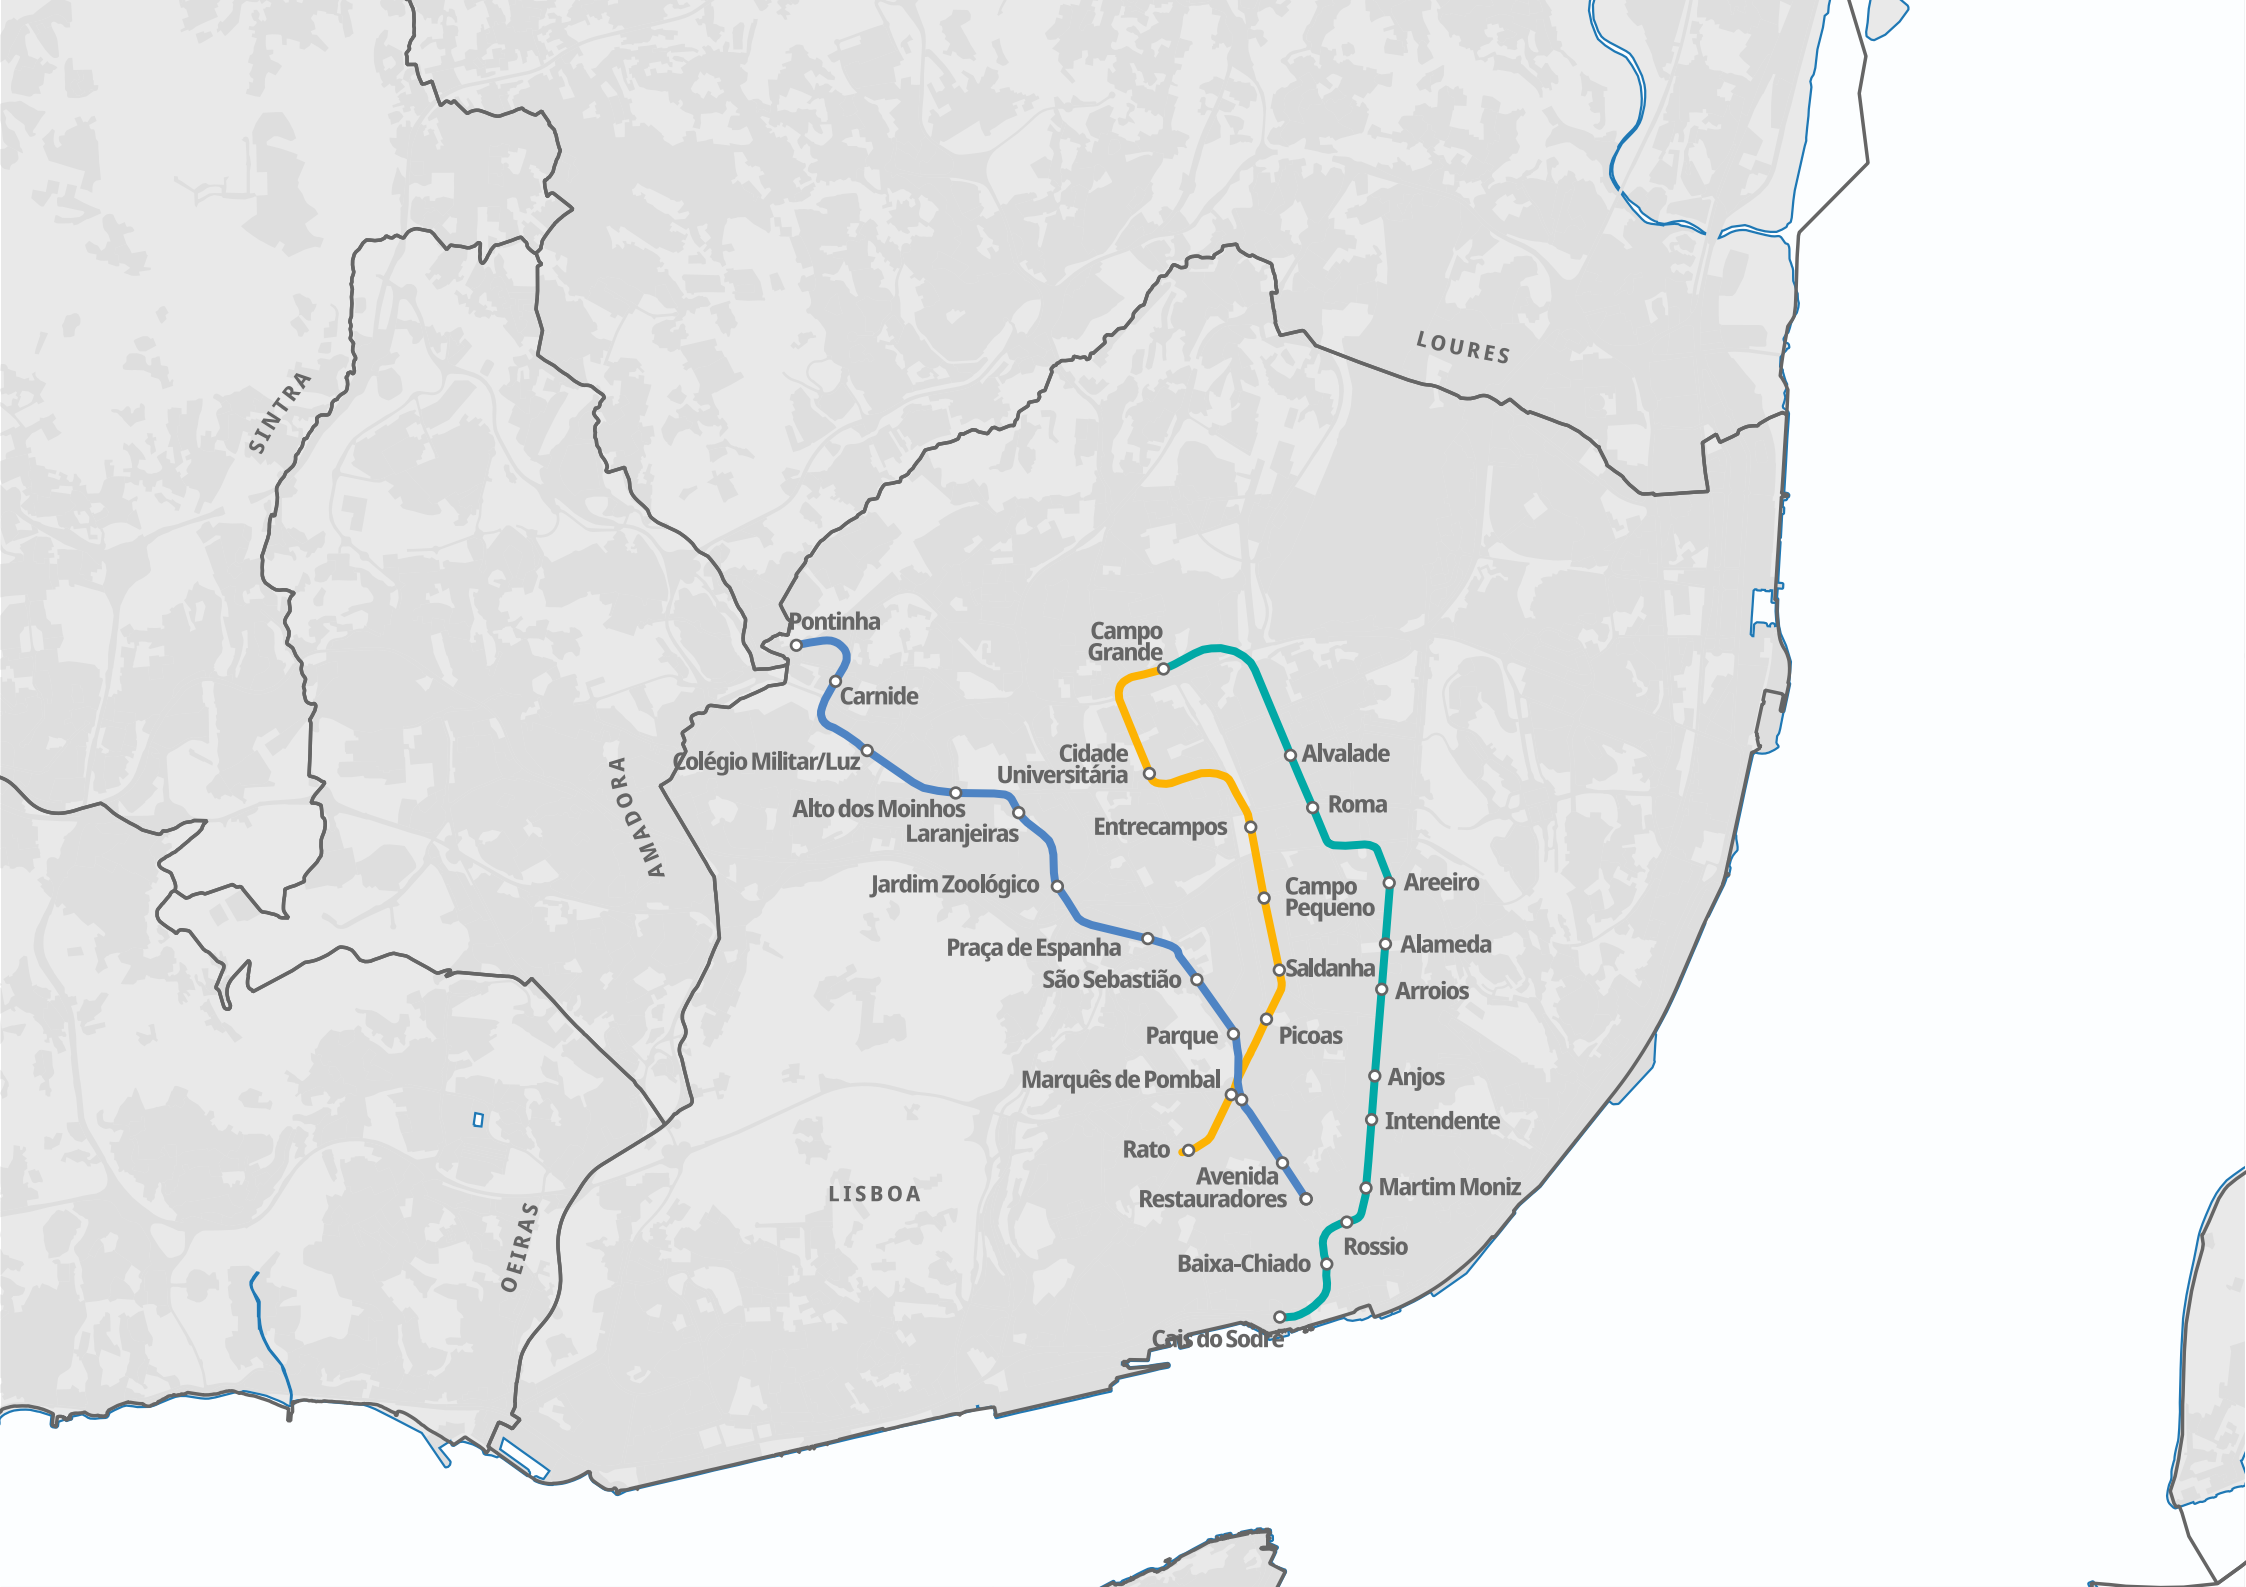 LOURES
SINTRA
Pontinha
Campo
Grande
Carnide
Cidade
Universitária
Alvalade
Colégio Militar/Luz
AMADORA
Alto dos Moinhos
Roma
Laranjeiras
Entrecampos
Jardim Zoológico
Campo
Pequeno
Areeiro
Praça de Espanha
Alameda
São Sebastião
Saldanha
Arroios
Parque
Picoas
Marquês de Pombal
Anjos
Intendente
Rato
Avenida
Restauradores
LISBOA
Martim Moniz
OEIRAS
Rossio
Baixa-Chiado
Cais do Sodré